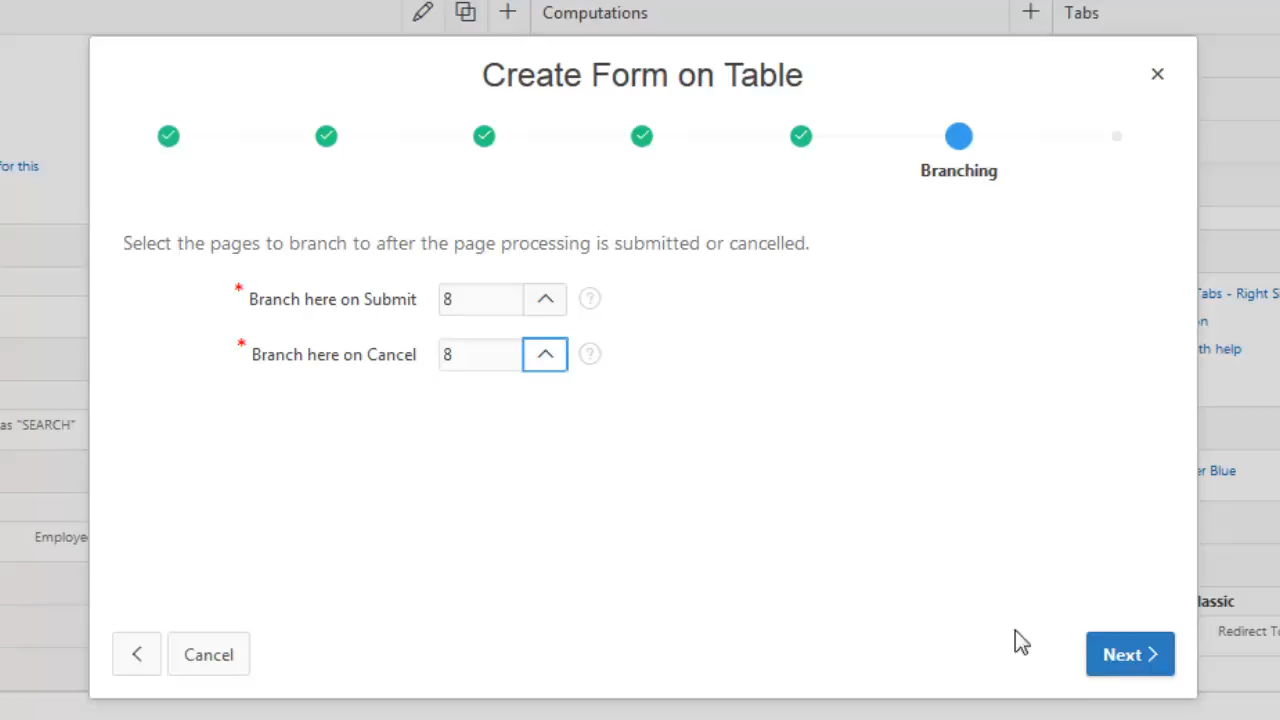 Computations
Tabs
Create Form on Table
Branching
for this
Select the pages to branch to after the page processing is submitted or cancelled.
* Branch here on Submit 8 ?
* Branch here on Cancel 8 ?
Tabs - Right S
on
th help
as "SEARCH"
er Blue
Employe
lassic
Redirect To
Cancel
Next